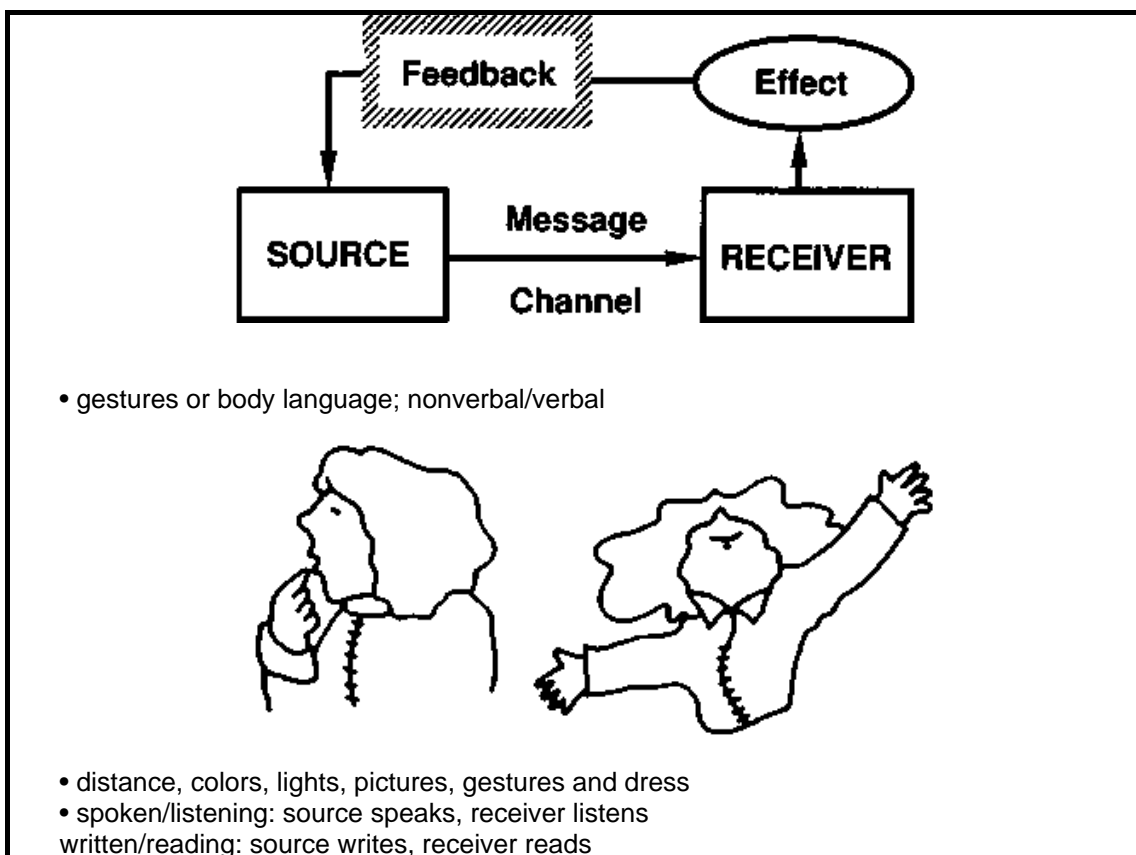 Feedback
Effect
SOURCE
Message
Channel
RECEIVER
• gestures or body language; nonverbal/verbal
• distance, colors, lights, pictures, gestures and dress
• spoken/listening: source speaks, receiver listens
written/reading: source writes, receiver reads